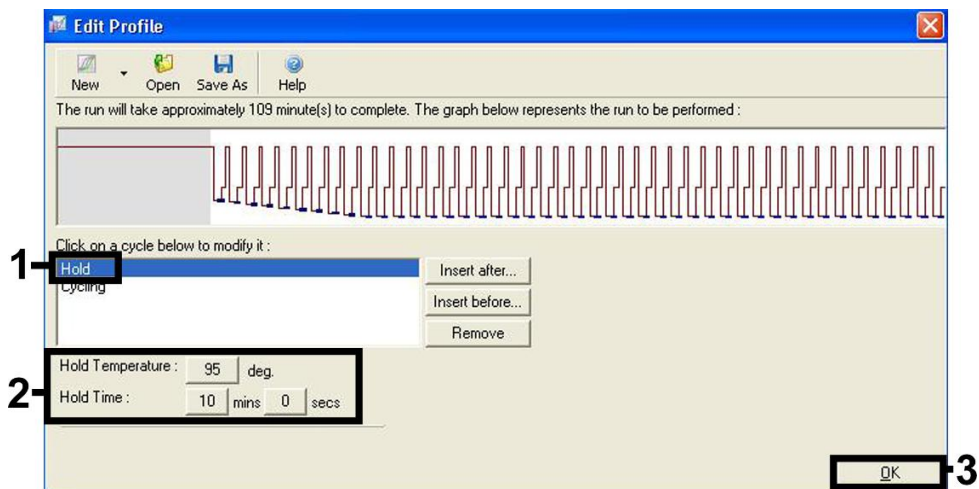 Edit Profile
New Open Save As Help
The run will take approximately 109 minute(s) to complete. The graph below represents the run to be performed :
Click on a cycle below to modify it :
1
Hold
Cycling
Insert after...
Insert before...
Remove
2
Hold Temperature : 95 deg.
Hold Time : 10 mins 0 secs
OK
3